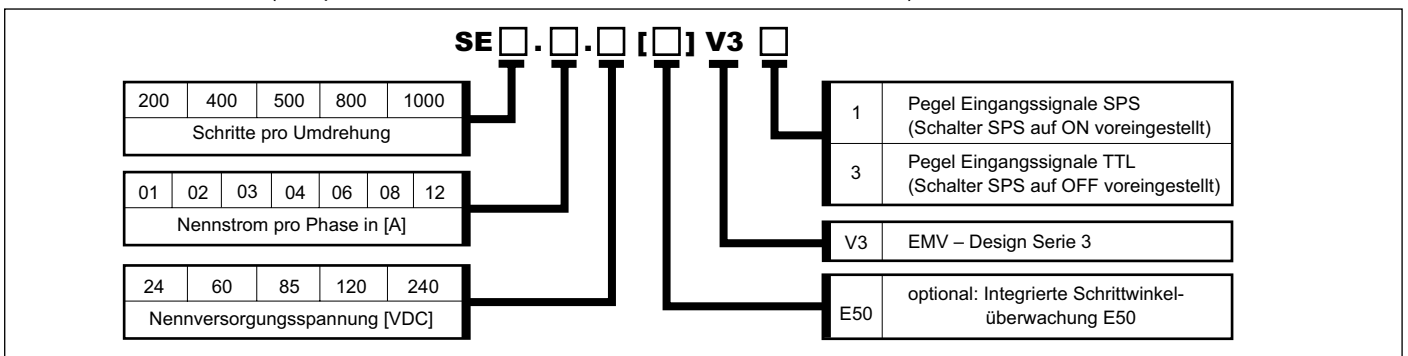 SE☐.☐.☐ [☐] V3 ☐
200 400 500 800 1000
Schritte pro Umdrehung
01 02 03 04 06 08 12
Nennstrom pro Phase in [A]
24 60 85 120 240
Nennversorgungsspannung [VDC]
1 Pegel Eingangssignale SPS
(Schalter SPS auf ON voreingestellt)
3 Pegel Eingangssignale TTL
(Schalter SPS auf OFF voreingestellt)
V3 EMV – Design Serie 3
E50 optional: Integrierte Schrittwinkel-
überwachung E50